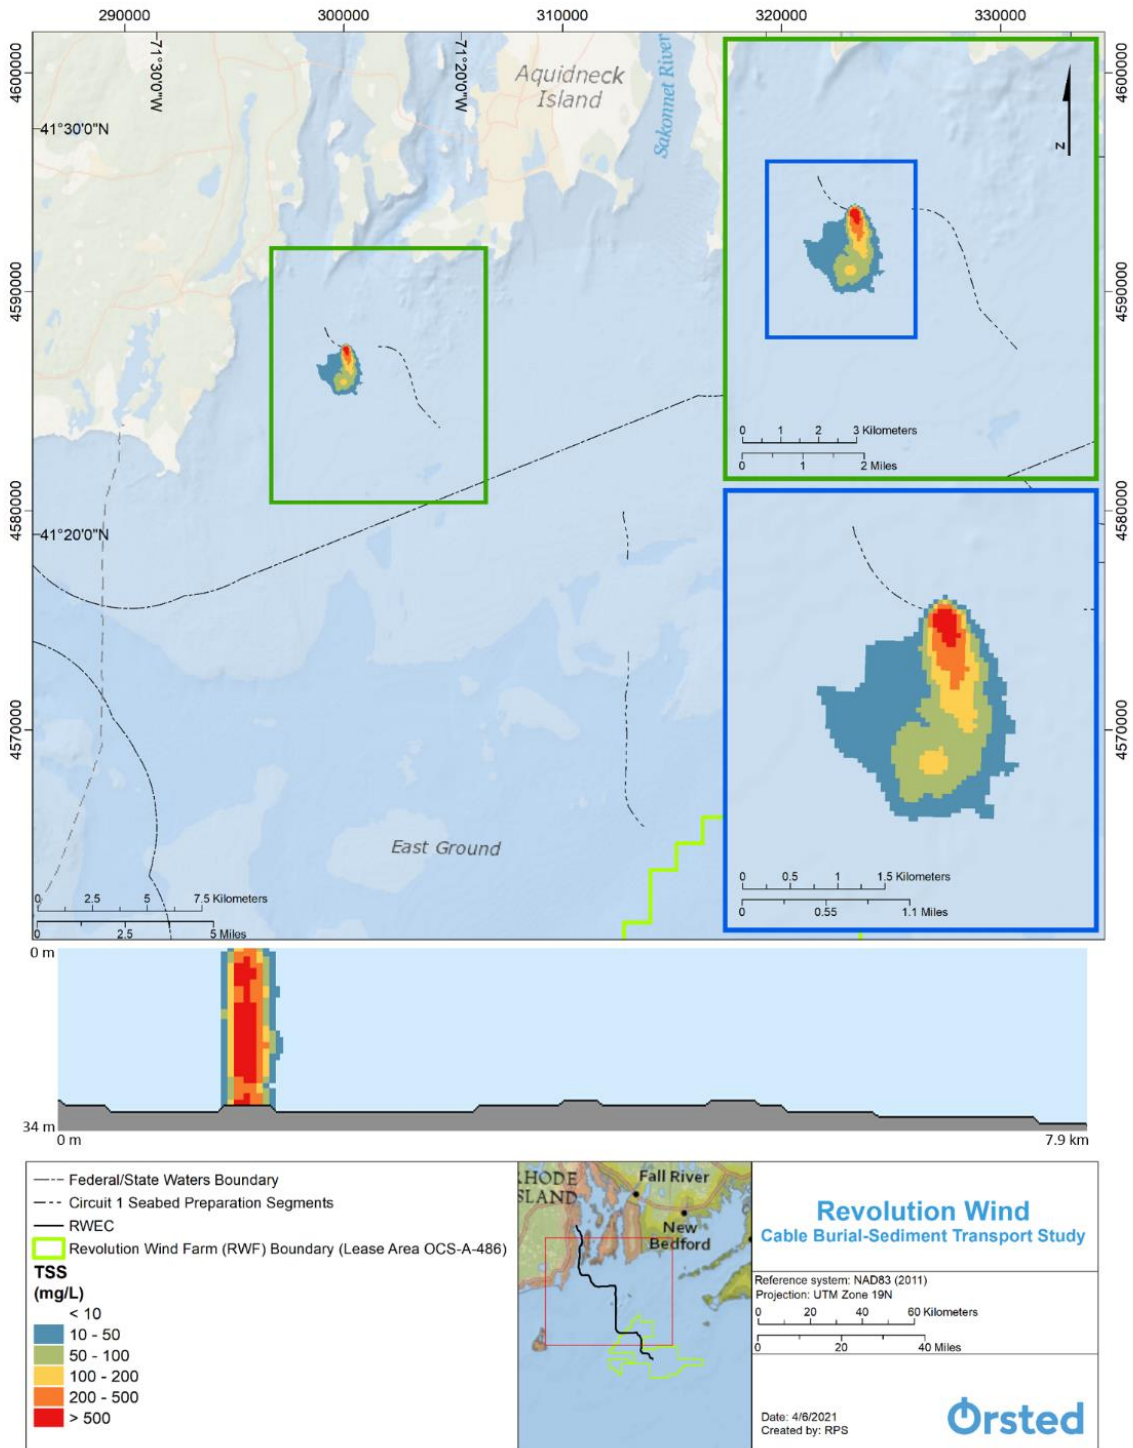 290000 300000 310000 320000 330000
71°30'0"W
71°20'0"W
4600000
4590000
4580000
4570000
4600000
4590000
4580000
4570000
41°30'0"N
41°20'0"N
Aquidneck
Island
Sakonnet River
East Ground
N
0 1 2 3 Kilometers
0 1 2 Miles
0 0.5 1 1.5 Kilometers
0 0.55 1.1 Miles
0 2.5 5 7.5 Kilometers
0 2.5 5 Miles
0 m
34 m
0 m 7.9 km
Federal/State Waters Boundary
Circuit 1 Seabed Preparation Segments
RWEC
Revolution Wind Farm (RWF) Boundary (Lease Area OCS-A-486)
TSS
(mg/L)
< 10
10 - 50
50 - 100
100 - 200
200 - 500
> 500
RHODE
ISLAND
Fall River
New
Bedford
Revolution Wind
Cable Burial-Sediment Transport Study
Reference system: NAD83 (2011)
Projection: UTM Zone 19N
0 20 40 60 Kilometers
0 20 40 Miles
Date: 4/6/2021
Created by: RPS
Ørsted